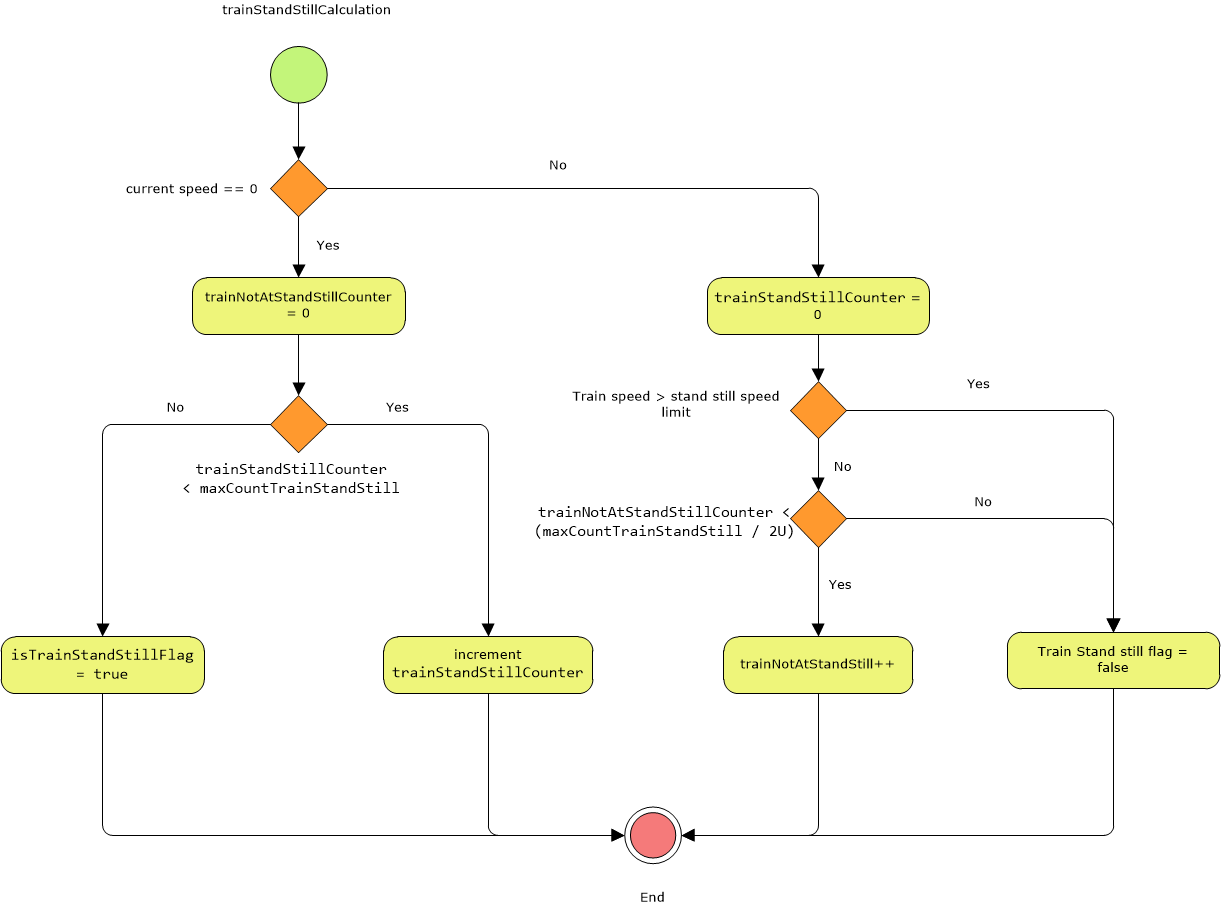 trainStandStillCalculation
No
current speed == 0
Yes
trainNotAtStandStillCounter
= 0
trainStandStillCounter =
0
Train speed > stand still speed
limit
Yes
No
Yes
trainStandStillCounter
< maxCountTrainStandStill
No
trainNotAtStandStillCounter <
(maxCountTrainStandStill / 2U)
No
Yes
isTrainStandStillFlag
= true
increment
trainStandStillCounter
trainNotAtStandStill++
Train Stand still flag =
false
End